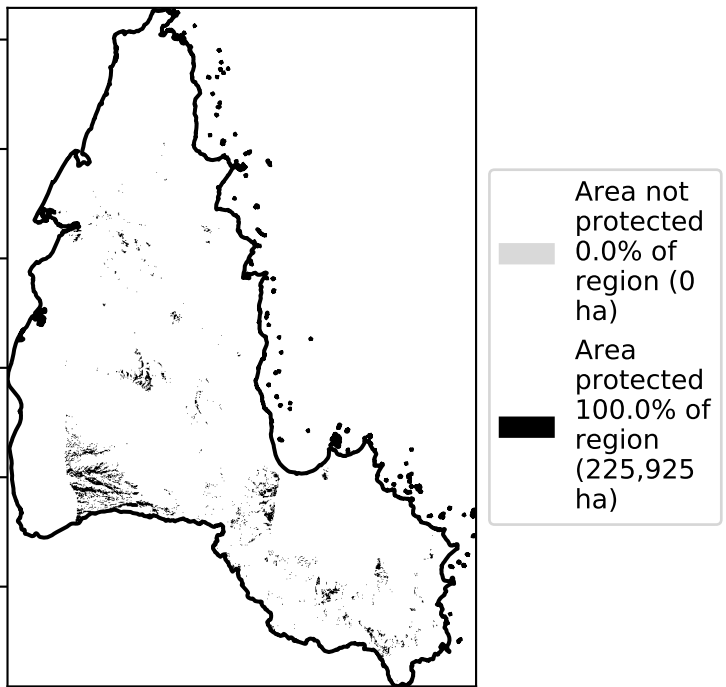 Area not
protected
0.0% of
region (0
ha)
Area
protected
100.0% of
region
(225,925
ha)